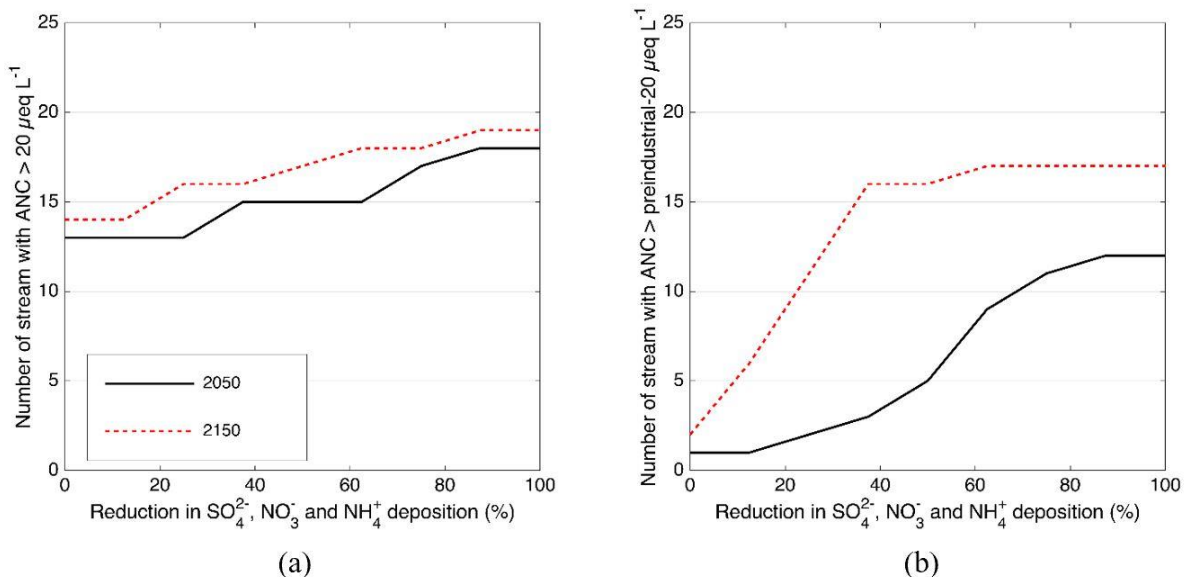 Number of stream with ANC > 20 μeq L⁻¹
25
20
15
10
5
0
2050
2150
0 20 40 60 80 100
Reduction in SO₄²⁻, NO₃⁻ and NH₄⁺ deposition (%)
(a)
Number of stream with ANC > preindustrial-20 μeq L⁻¹
25
20
15
10
5
0
0 20 40 60 80 100
Reduction in SO₄²⁻, NO₃⁻ and NH₄⁺ deposition (%)
(b)